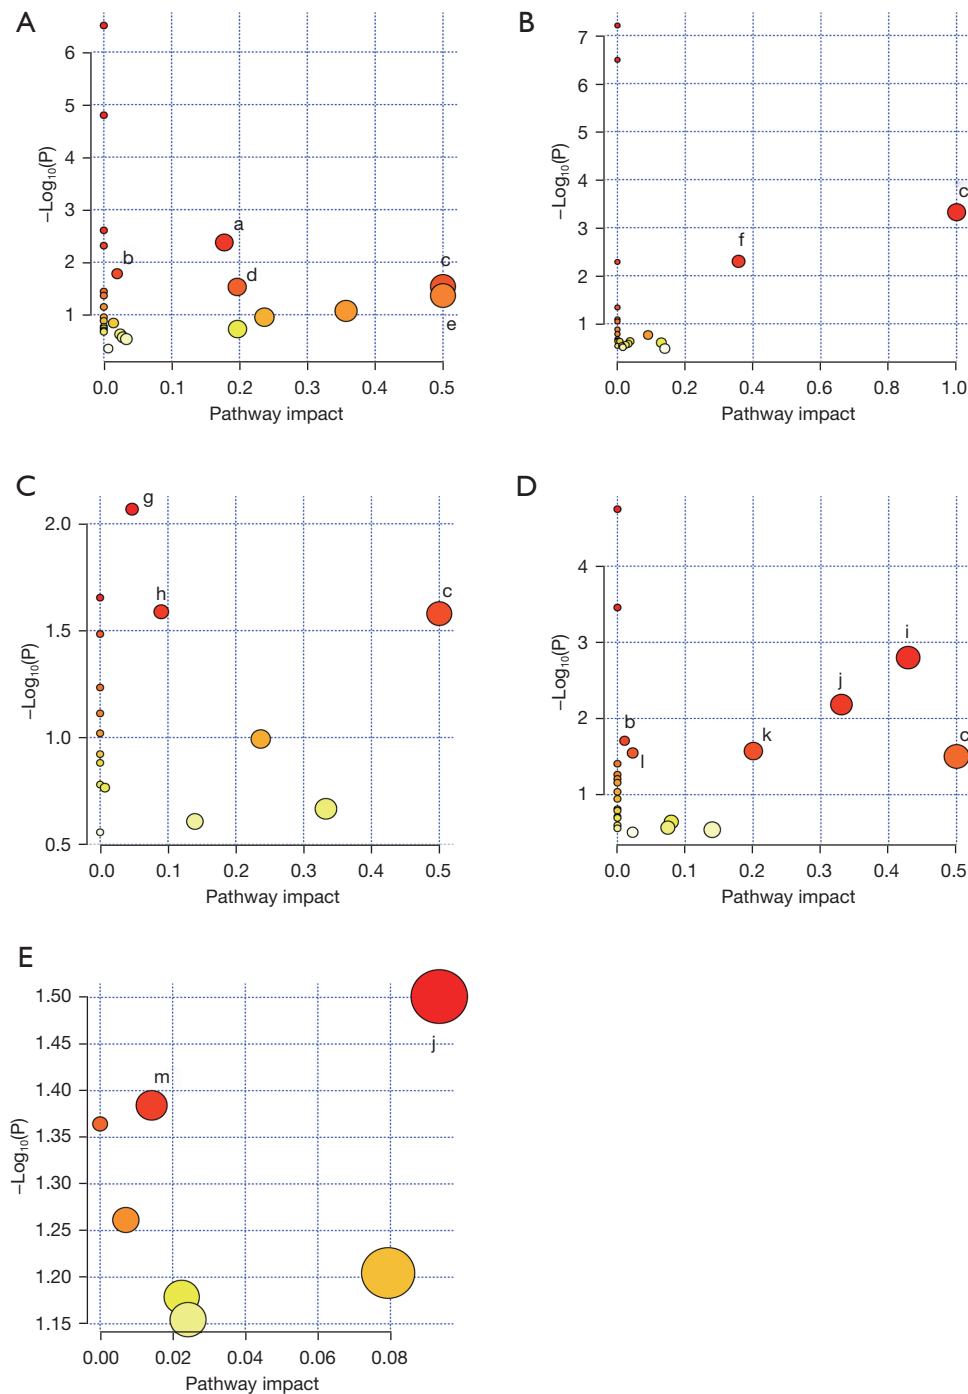 A
−Log10(P)
6
5
4
3
2
1
a
b
c
d
e
0.0 0.1 0.2 0.3 0.4 0.5
Pathway impact
B
−Log10(P)
7
6
5
4
3
2
1
c
f
0.0 0.2 0.4 0.6 0.8 1.0
Pathway impact
C
−Log10(P)
2.0
1.5
1.0
0.5
g
h
c
0.0 0.1 0.2 0.3 0.4 0.5
Pathway impact
D
−Log10(P)
4
3
2
1
i
j
b
k
c
l
0.0 0.1 0.2 0.3 0.4 0.5
Pathway impact
E
−Log10(P)
1.50
1.45
1.40
1.35
1.30
1.25
1.20
1.15
j
m
0.00 0.02 0.04 0.06 0.08
Pathway impact